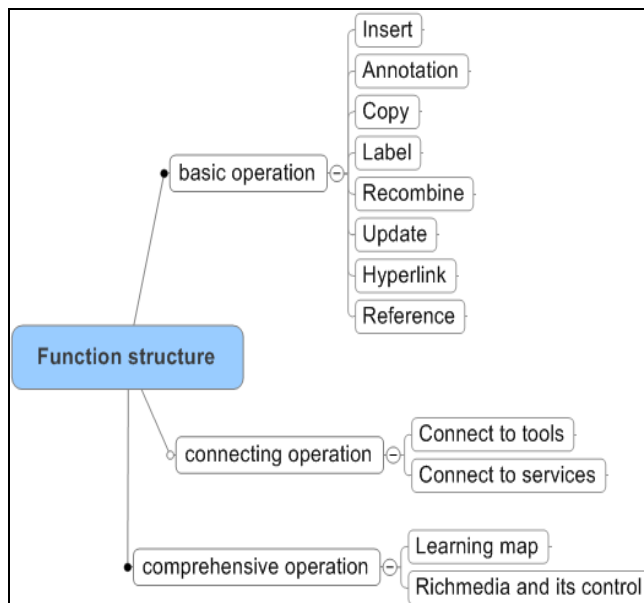 Insert
Annotation
Copy
Label
basic operation
Recombine
Update
Hyperlink
Reference
Function structure
Connect to tools
connecting operation
Connect to services
Learning map
comprehensive operation
Richmedia and its control